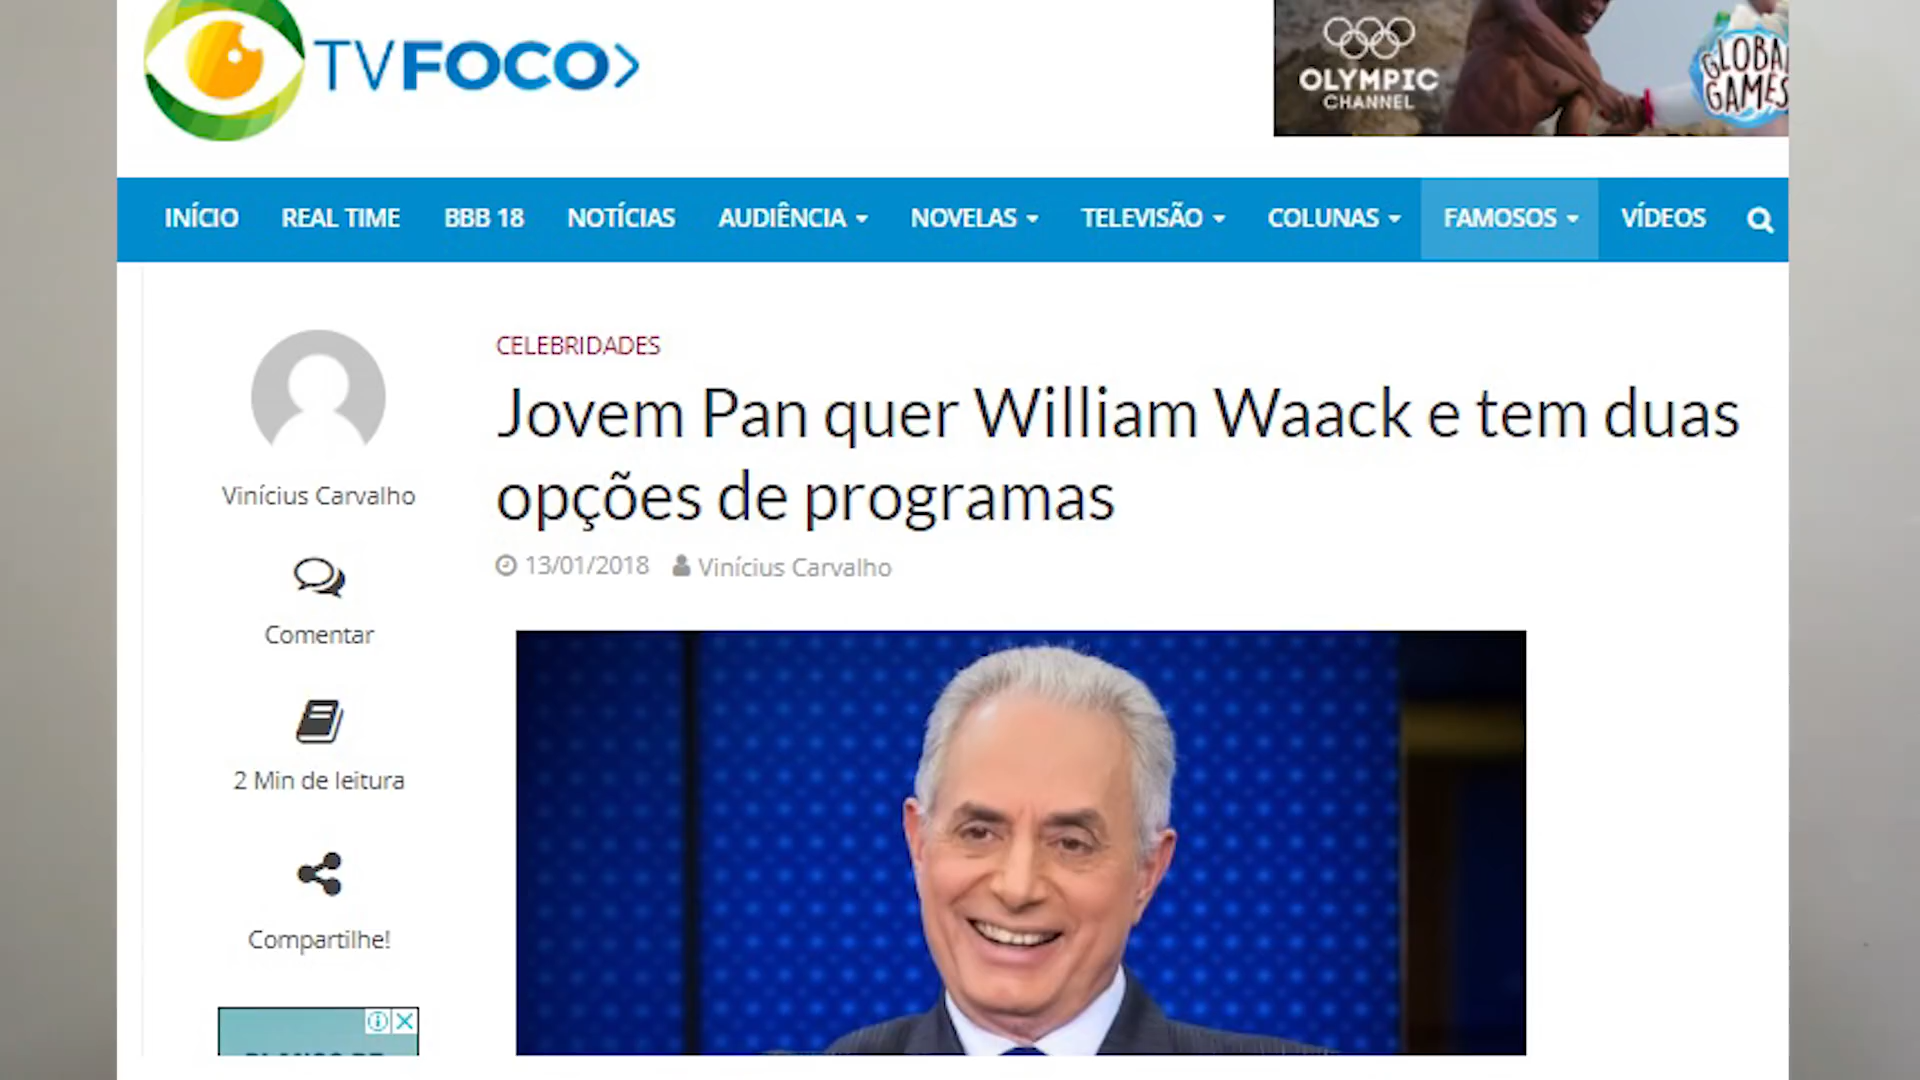 TVFOCO
OLYMPIC
CHANNEL
GLOBAL
GAMES
INÍCIO REAL TIME BBB 18 NOTÍCIAS AUDIÊNCIA NOVELAS TELEVISÃO COLUNAS FAMOSOS VÍDEOS
CELEBRIDADES
Jovem Pan quer William Waack e tem duas
opções de programas
13/01/2018 Vinícius Carvalho
Vinícius Carvalho
Comentar
2 Min de leitura
Compartilhe!